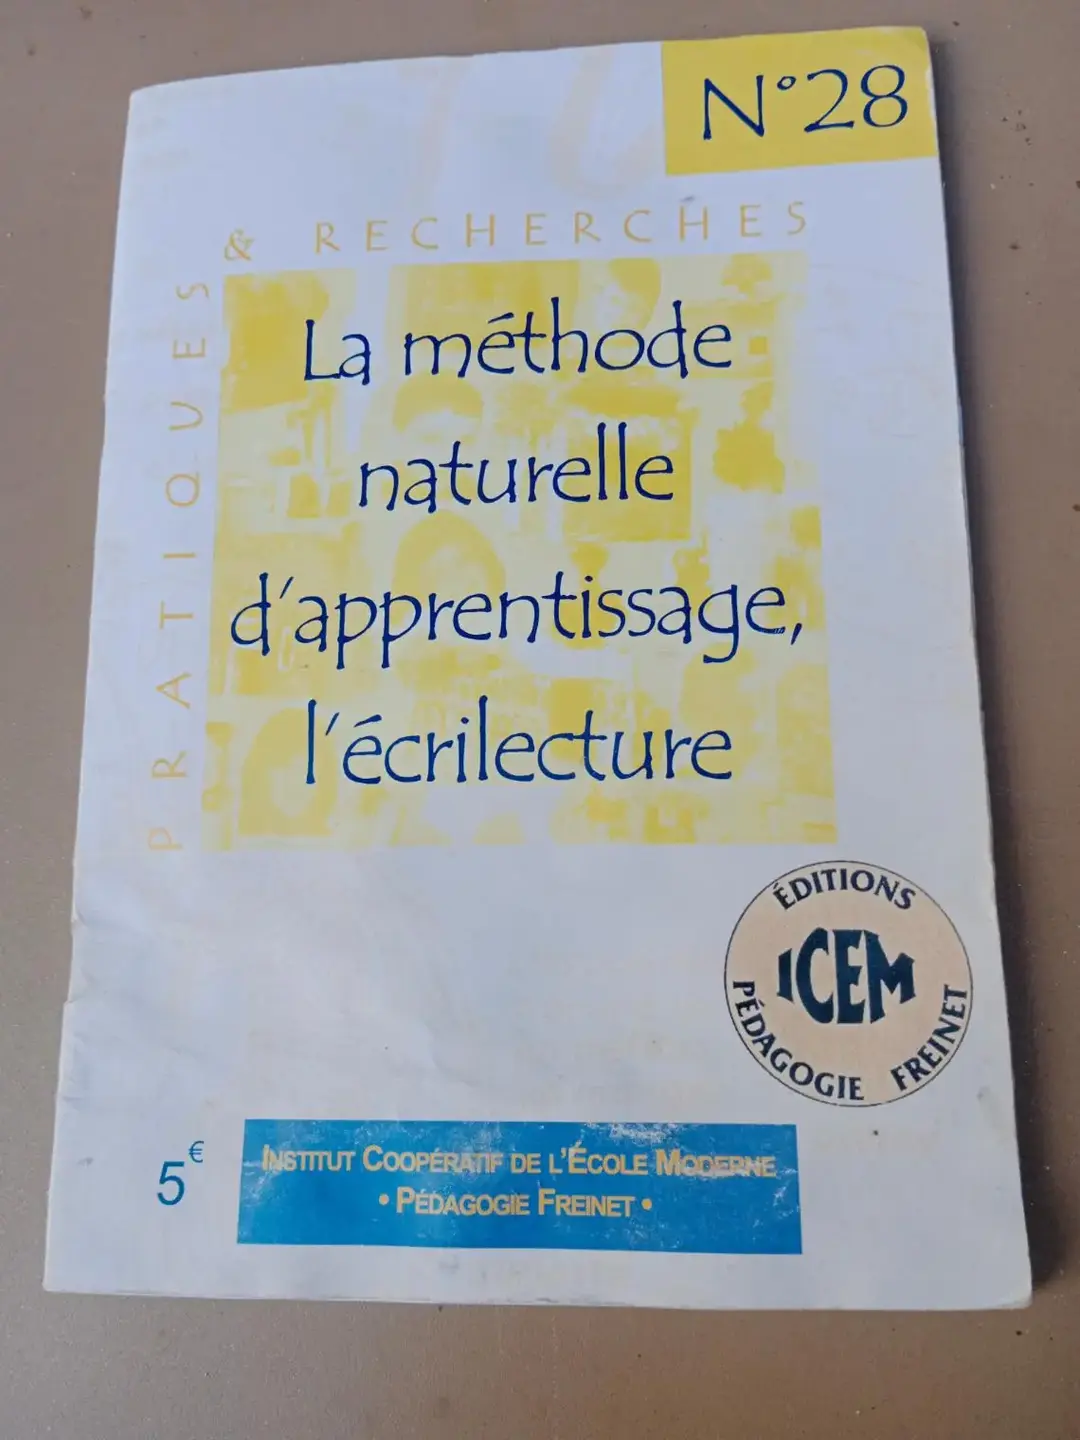 N°28
PRATIQUES
& RECHERCHES
La méthode
naturelle
d'apprentissage,
l'écrilecture
ÉDITIONS
ICEM
PÉDAGOGIE FREINET
5€
INSTITUT COOPÉRATIF DE L'ÉCOLE MODERNE
• PÉDAGOGIE FREINET •